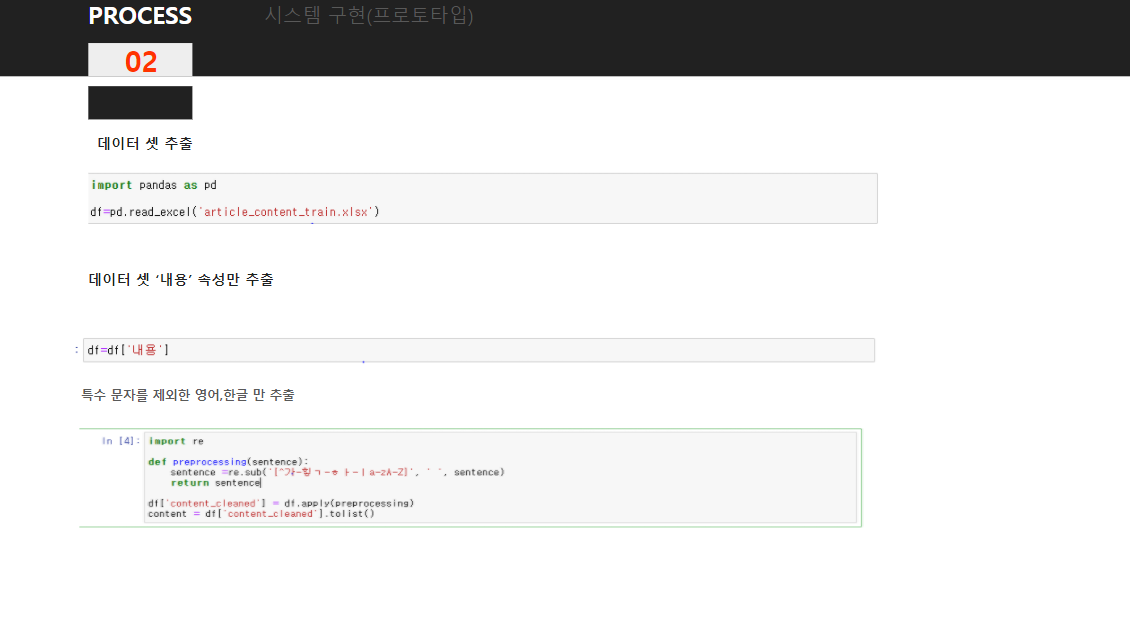 PROCESS
시스템 구현(프로토타입)
02
데이터 셋 추출
import pandas as pd
df=pd.read_excel('article_content_train.xlsx')
데이터 셋 ‘내용’ 속성만 추출
: df=df['내용']
특수 문자를 제외한 영어,한글 만 추출
In [4]: import re
def preprocessing(sentence):
sentence =re.sub('[^가-힣ㄱ-ㅎㅏ-ㅣa-zA-Z]', ' ', sentence)
return sentence
df['content_cleaned'] = df.apply(preprocessing)
content = df['content_cleaned'].tolist()